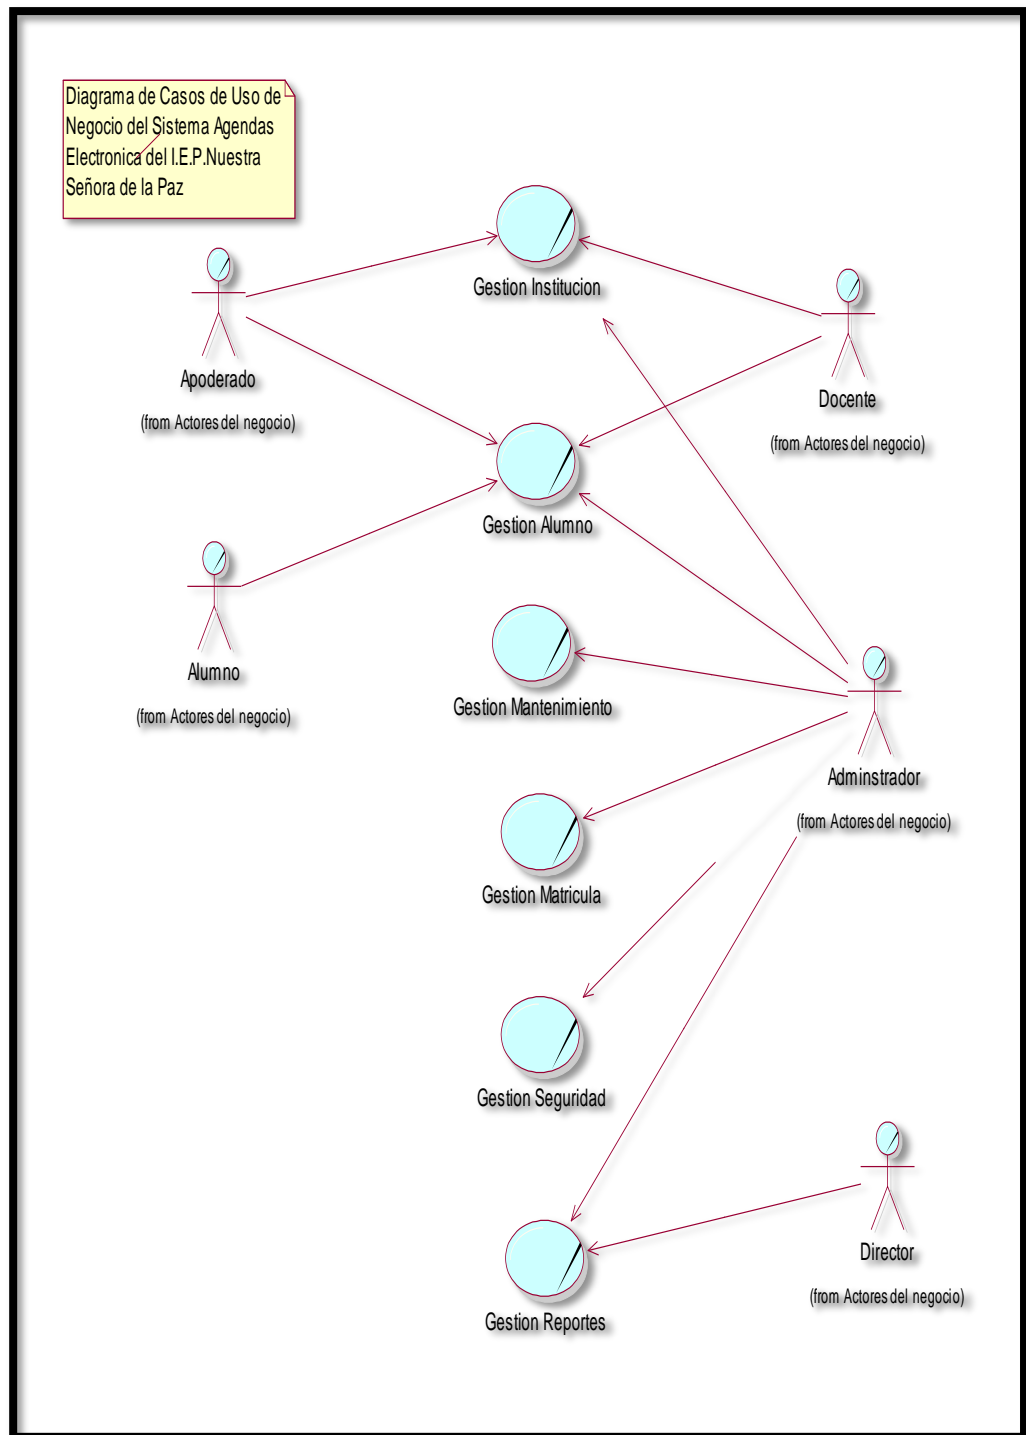 Diagrama de Casos de Uso de
Negocio del Sistema Agendas
Electronica del I.E.P.Nuestra
Señora de la Paz
Gestion Institucion
Apoderado
(from Actores del negocio)
Docente
(from Actores del negocio)
Gestion Alumno
Alumno
(from Actores del negocio)
Gestion Mantenimiento
Adminstrador
(from Actores del negocio)
Gestion Matricula
Gestion Seguridad
Director
(from Actores del negocio)
Gestion Reportes